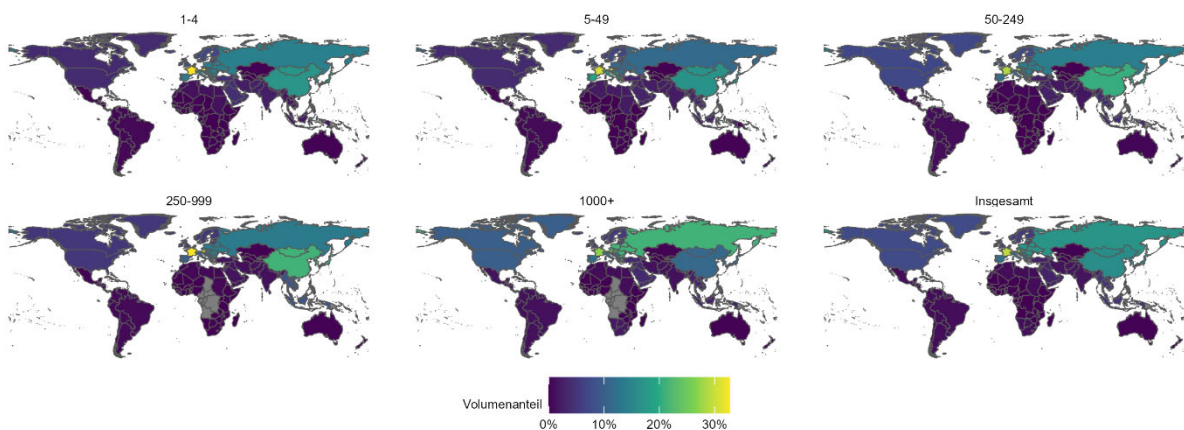 1-4
5-49
50-249
250-999
1000+
Insgesamt
Volumenanteil
0% 10% 20% 30%